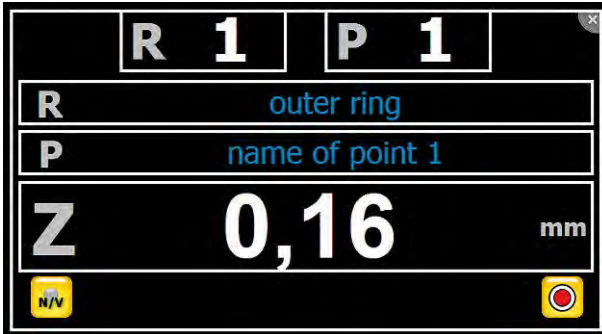 R 1 P 1
R outer ring
P name of point 1
Z 0,16 mm
N/V